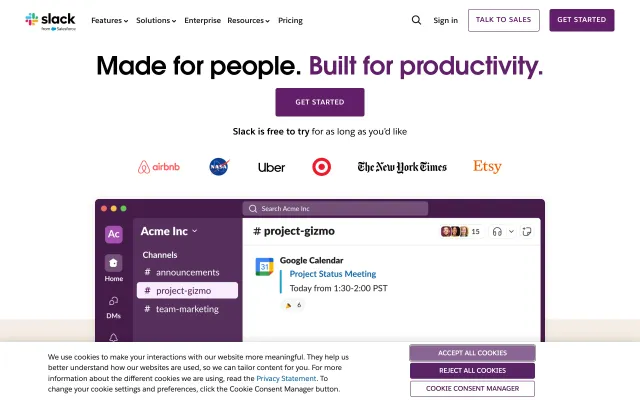 slack
from Salesforce
Features
Solutions
Enterprise
Resources
Pricing
Sign in
TALK TO SALES
GET STARTED
Made for people. Built for productivity.
GET STARTED
Slack is free to try for as long as you'd like
airbnb
NASA
Uber
The New York Times
Etsy
Search Acme Inc
Ac
Acme Inc
# project-gizmo
15
Channels
# announcements
Home
# project-gizmo
# team-marketing
DMs
31
Google Calendar
Project Status Meeting
Today from 1:30-2:00 PST
6
We use cookies to make your interactions with our website more meaningful. They help us
better understand how our websites are used, so we can tailor content for you. For more
information about the different cookies we are using, read the Privacy Statement. To
change your cookie settings and preferences, click the Cookie Consent Manager button.
ACCEPT ALL COOKIES
REJECT ALL COOKIES
COOKIE CONSENT MANAGER